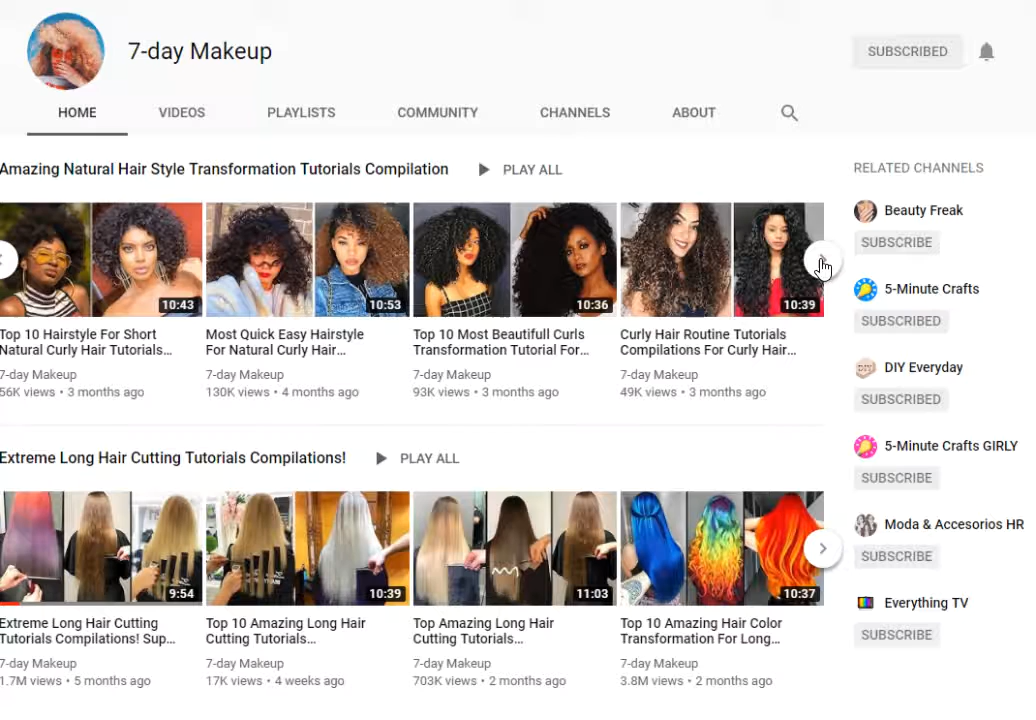 7-day Makeup
SUBSCRIBED
HOME
VIDEOS
PLAYLISTS
COMMUNITY
CHANNELS
ABOUT
Amazing Natural Hair Style Transformation Tutorials Compilation
PLAY ALL
10:43
10:53
10:36
10:39
Top 10 Hairstyle For Short
Natural Curly Hair Tutorials...
7-day Makeup
56K views • 3 months ago
Most Quick Easy Hairstyle
For Natural Curly Hair...
7-day Makeup
130K views • 4 months ago
Top 10 Most Beautifull Curls
Transformation Tutorial For...
7-day Makeup
93K views • 3 months ago
Curly Hair Routine Tutorials
Compilations For Curly Hair...
7-day Makeup
49K views • 3 months ago
Extreme Long Hair Cutting Tutorials Compilations!
PLAY ALL
9:54
10:39
11:03
10:37
Extreme Long Hair Cutting
Tutorials Compilations! Sup...
7-day Makeup
1.7M views • 5 months ago
Top 10 Amazing Long Hair
Cutting Tutorials...
7-day Makeup
17K views • 4 weeks ago
Top Amazing Long Hair
Cutting Tutorials...
7-day Makeup
703K views • 2 months ago
Top 10 Amazing Hair Color
Transformation For Long...
7-day Makeup
3.8M views • 2 months ago
RELATED CHANNELS
Beauty Freak
SUBSCRIBE
5-Minute Crafts
SUBSCRIBED
DIY
DIY Everyday
SUBSCRIBED
5-Minute Crafts GIRLY
SUBSCRIBE
Moda & Accesorios HR
SUBSCRIBE
Everything TV
SUBSCRIBE